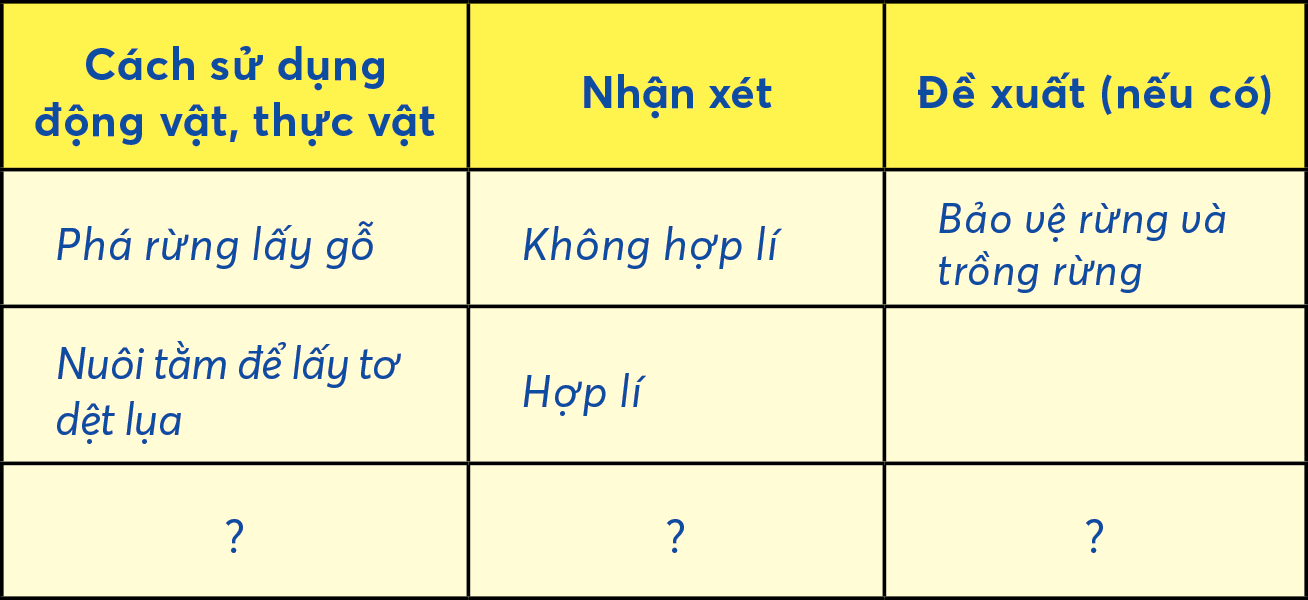 Cách sử dụng
động vật, thực vật
Nhận xét
Đề xuất (nếu có)
Phá rừng lấy gỗ
Không hợp lí
Bảo vệ rừng và
trồng rừng
Nuôi tằm để lấy tơ
dệt lụa
Hợp lí
?
?
?